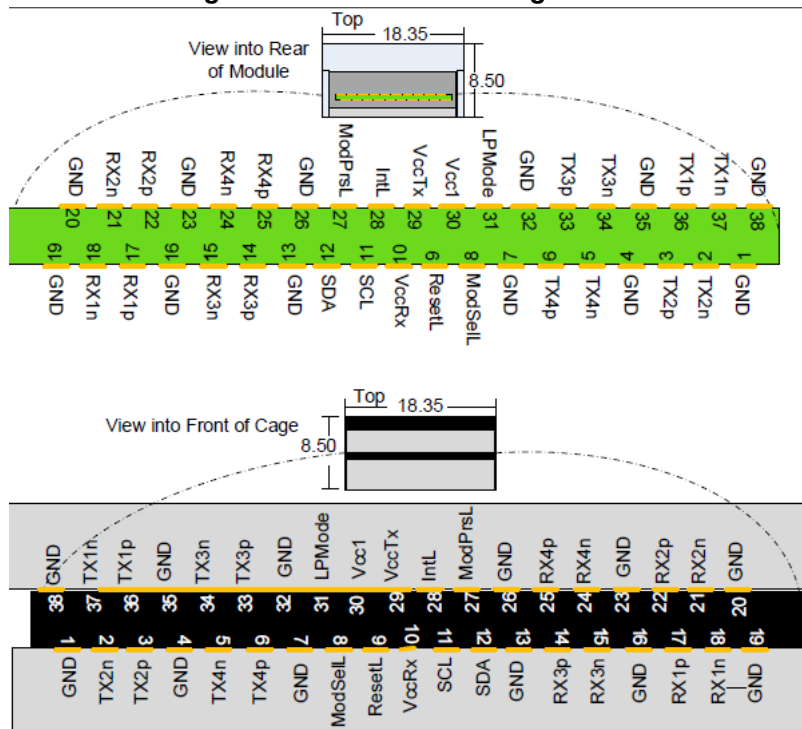 Top
18.35
View into Rear
of Module
8.50
GND RX2n RX2p GND RX4n RX4p GND ModPrsL IntL VccTx Vcc1 LPMode GND TX3p TX3n GND TX1p TX1n GND
20 21 22 23 24 25 26 27 28 29 30 31 32 33 34 35 36 37 38
19 18 17 16 15 14 13 12 11 10 9 8 7 6 5 4 3 2 1
GND RX1n RX1p GND RX3n RX3p GND SDA SCL VccRx ResetL ModSelL GND TX4p TX4n GND TX2p TX2n GND
Top
18.35
View into Front of Cage
8.50
GND TX1n TX1p GND TX3n TX3p GND LPMode Vcc1 VccTx IntL ModPrsL GND RX4p RX4n GND RX2p RX2n GND
38 37 36 35 34 33 32 31 30 29 28 27 26 25 24 23 22 21 20
1 2 3 4 5 6 7 8 9 10 11 12 13 14 15 16 17 18 19
GND TX2n TX2p GND TX4n TX4p GND ModSelL ResetL VccRx SCL SDA GND RX3p RX3n GND RX1p RX1n GND